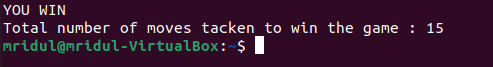 YOU WIN
Total number of moves tacken to win the game : 15
mridul@mridul-VirtualBox:~$